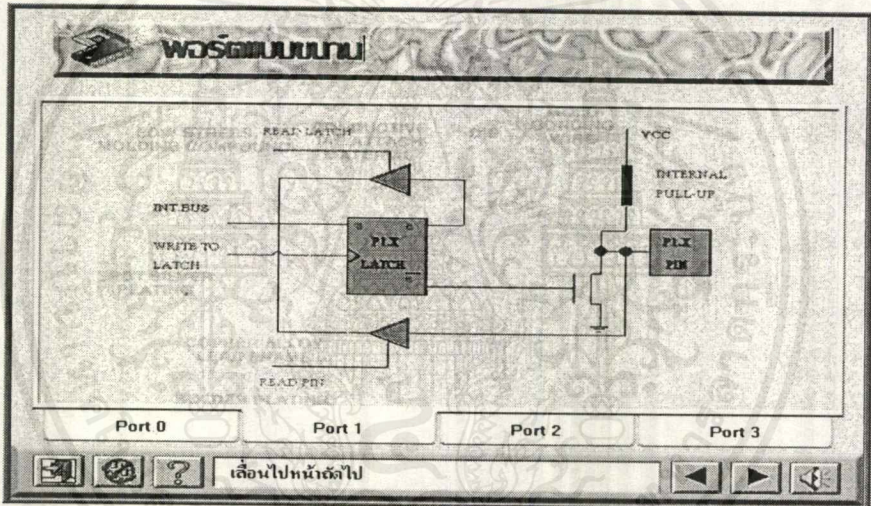 พอร์ตแบบขนาน
READ LATCH
VCC
INTERNAL
PULL-UP
INT.BUS
WRITE TO
LATCH
P1.X
LATCH
P1.X
PIN
READ PIN
Port 0
Port 1
Port 2
Port 3
เลื่อนไปหน้าถัดไป